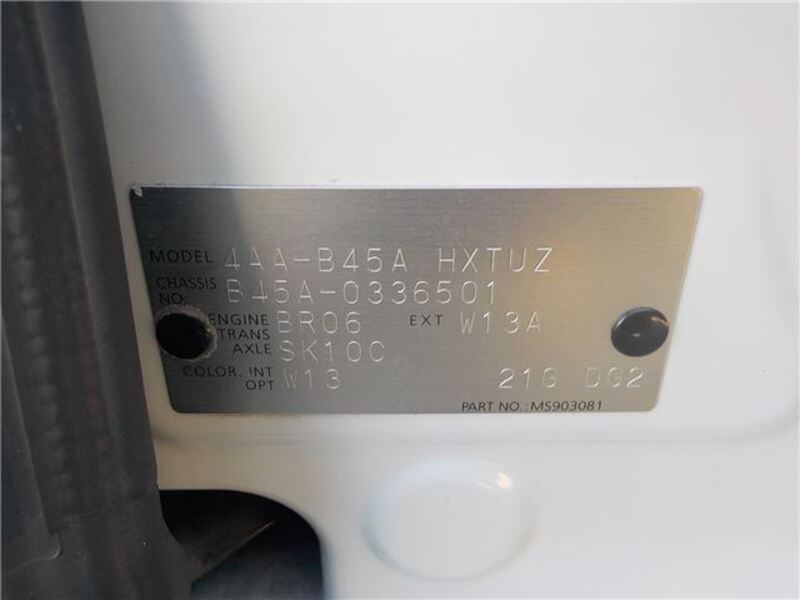 MODEL 4AA-B45A HXTUZ
CHASSIS NO. B45A-0336501
ENGINE BR06 EXT W13A
TRANS AXLE SK10C
COLOR. INT OPT W13 21G DG2
PART NO.:MS903081